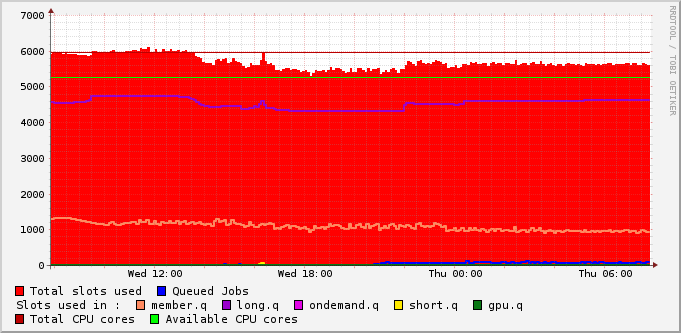 7000
6000
5000
4000
3000
2000
1000
0
Wed 12:00 Wed 18:00 Thu 00:00 Thu 06:00
RRDTOOL / TOBI OETIKER
Total slots used Queued Jobs
Slots used in : member.q long.q ondemand.q short.q gpu.q
Total CPU cores Available CPU cores